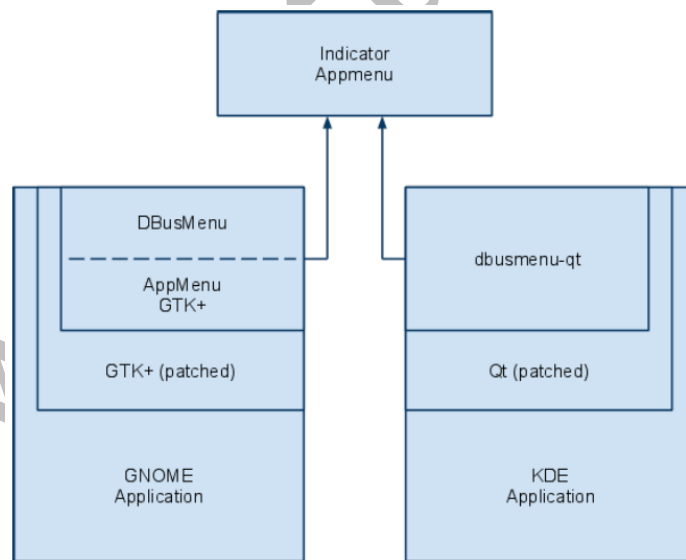 Indicator
Appmenu
DBusMenu
AppMenu
GTK+
GTK+ (patched)
GNOME
Application
dbusmenu-qt
Qt (patched)
KDE
Application